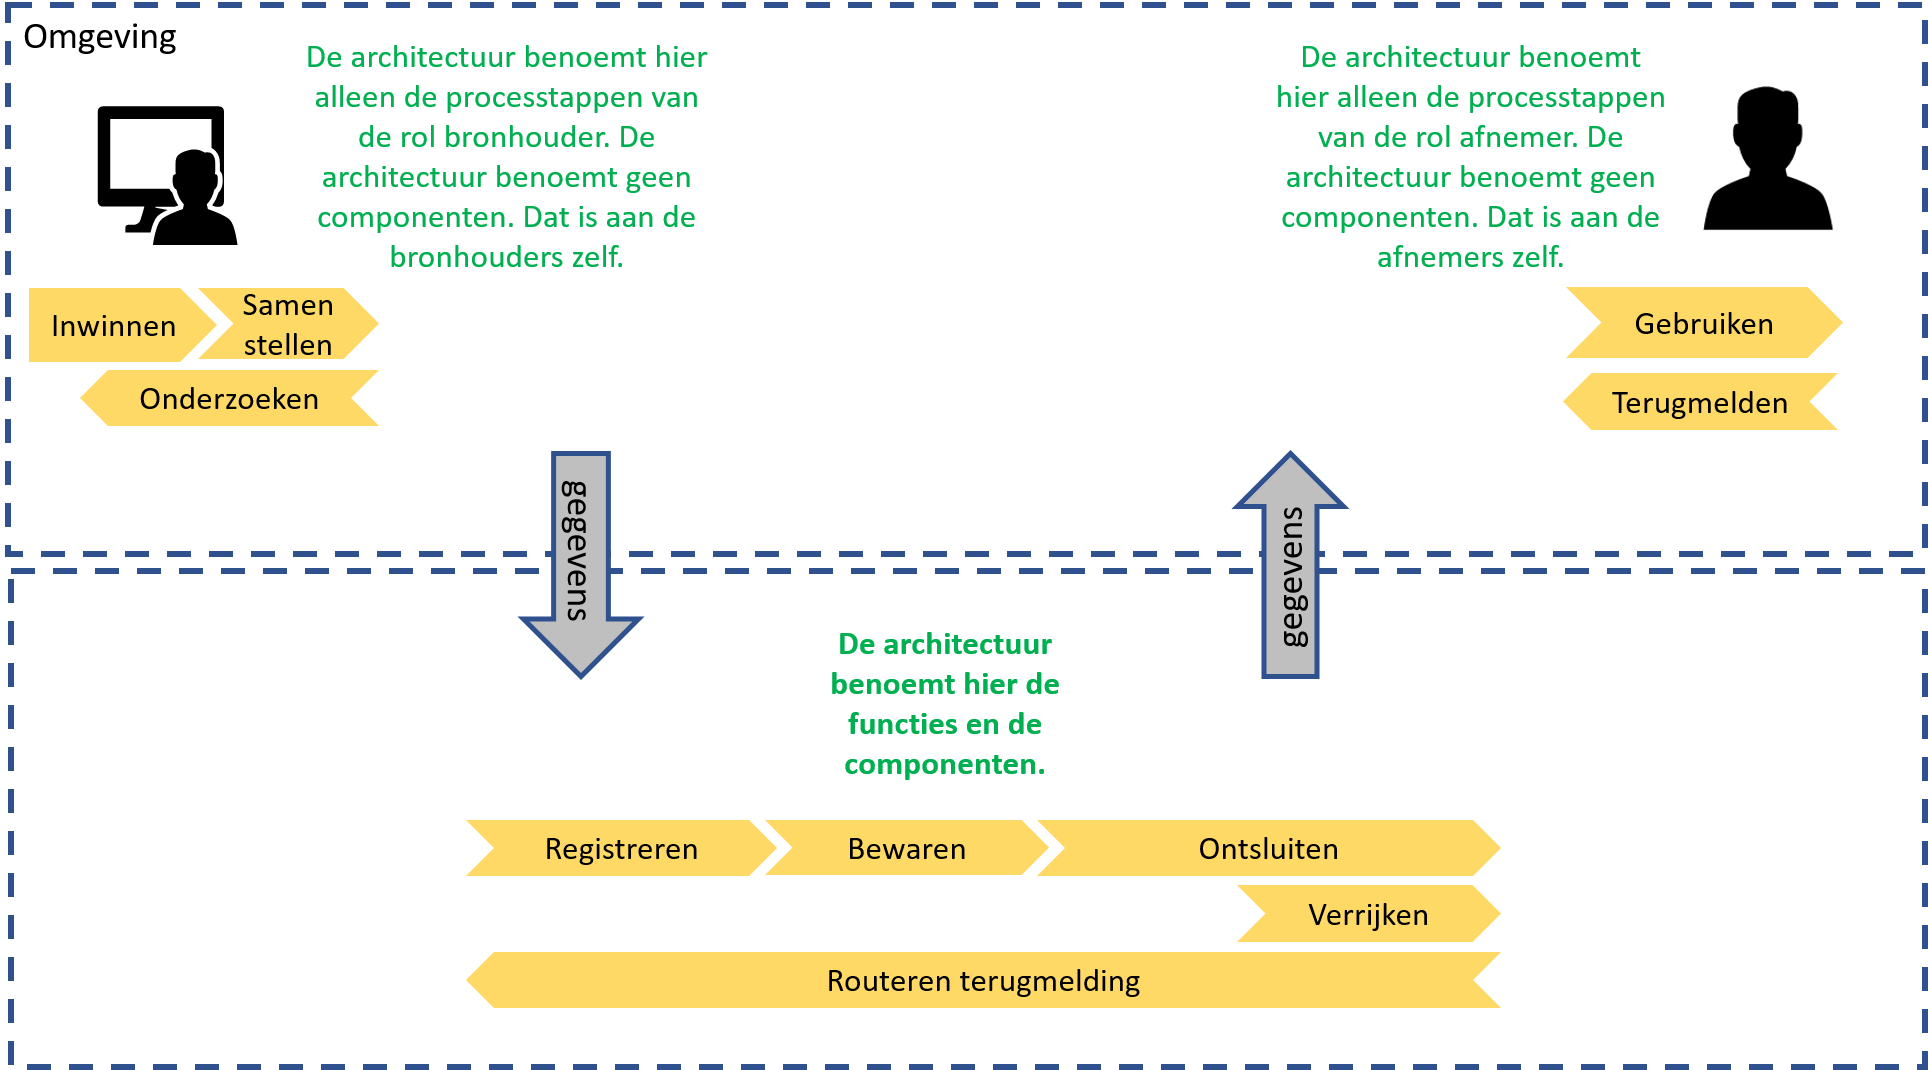 Omgeving
De architectuur benoemt hier
alleen de processtappen van
de rol bronhouder. De
architectuur benoemt geen
componenten. Dat is aan de
bronhouders zelf.
De architectuur benoemt
hier alleen de processtappen
van de rol afnemer. De
architectuur benoemt geen
componenten. Dat is aan de
afnemers zelf.
Inwinnen
Samen
stellen
Onderzoeken
Gebruiken
Terugmelden
gegevens
gegevens
De architectuur
benoemt hier de
functies en de
componenten.
Registreren
Bewaren
Ontsluiten
Verrijken
Routeren terugmelding